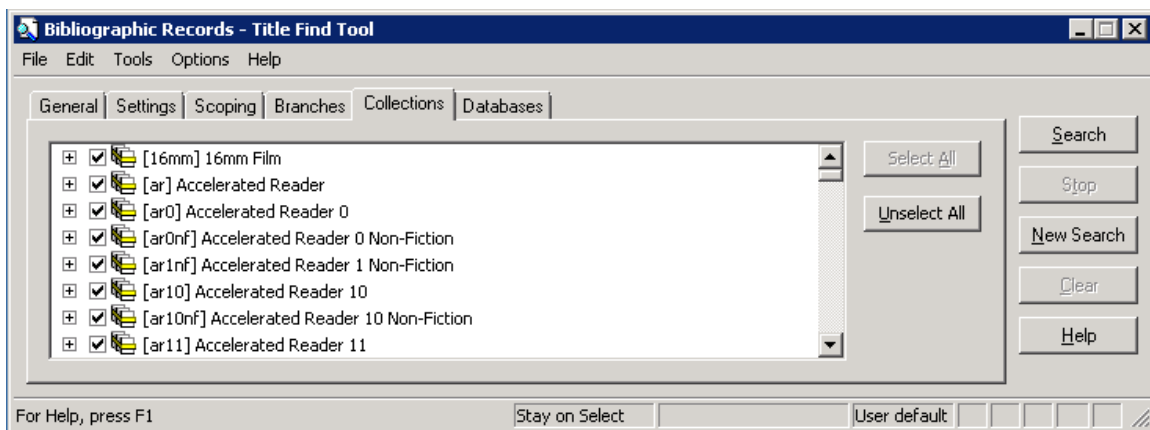 Bibliographic Records - Title Find Tool
File Edit Tools Options Help
General Settings Scoping Branches Collections Databases
[16mm] 16mm Film
[ar] Accelerated Reader
[ar0] Accelerated Reader 0
[ar0nf] Accelerated Reader 0 Non-Fiction
[ar1nf] Accelerated Reader 1 Non-Fiction
[ar10] Accelerated Reader 10
[ar10nf] Accelerated Reader 10 Non-Fiction
[ar11] Accelerated Reader 11
Select All
Unselect All
Search
Stop
New Search
Clear
Help
For Help, press F1 Stay on Select User default